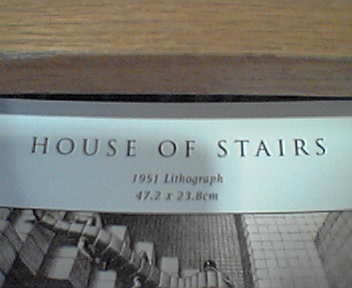 HOUSE OF STAIRS
1951 Lithograph
47.2 x 23.8cm